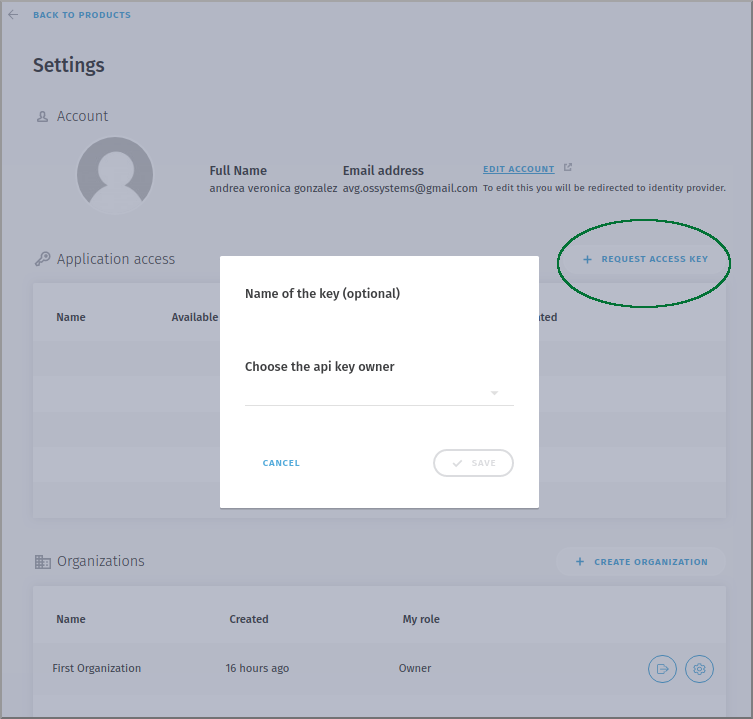 BACK TO PRODUCTS
Settings
Account
Full Name Email address EDIT ACCOUNT
andrea veronica gonzalez avg.ossystems@gmail.com To edit this you will be redirected to identity provider.
Application access + REQUEST ACCESS KEY
Name Available
Name of the key (optional)
Choose the api key owner
CANCEL SAVE
Organizations + CREATE ORGANIZATION
Name Created My role
First Organization 16 hours ago Owner